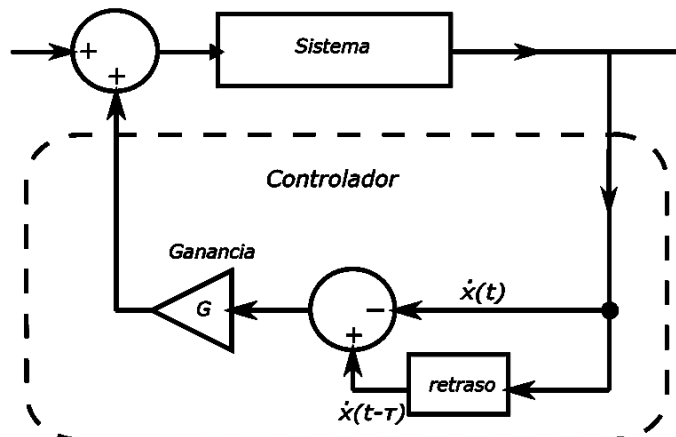 Sistema
+
+
Controlador
Ganancia
G
ẋ(t)
−
+
retraso
ẋ(t-τ)